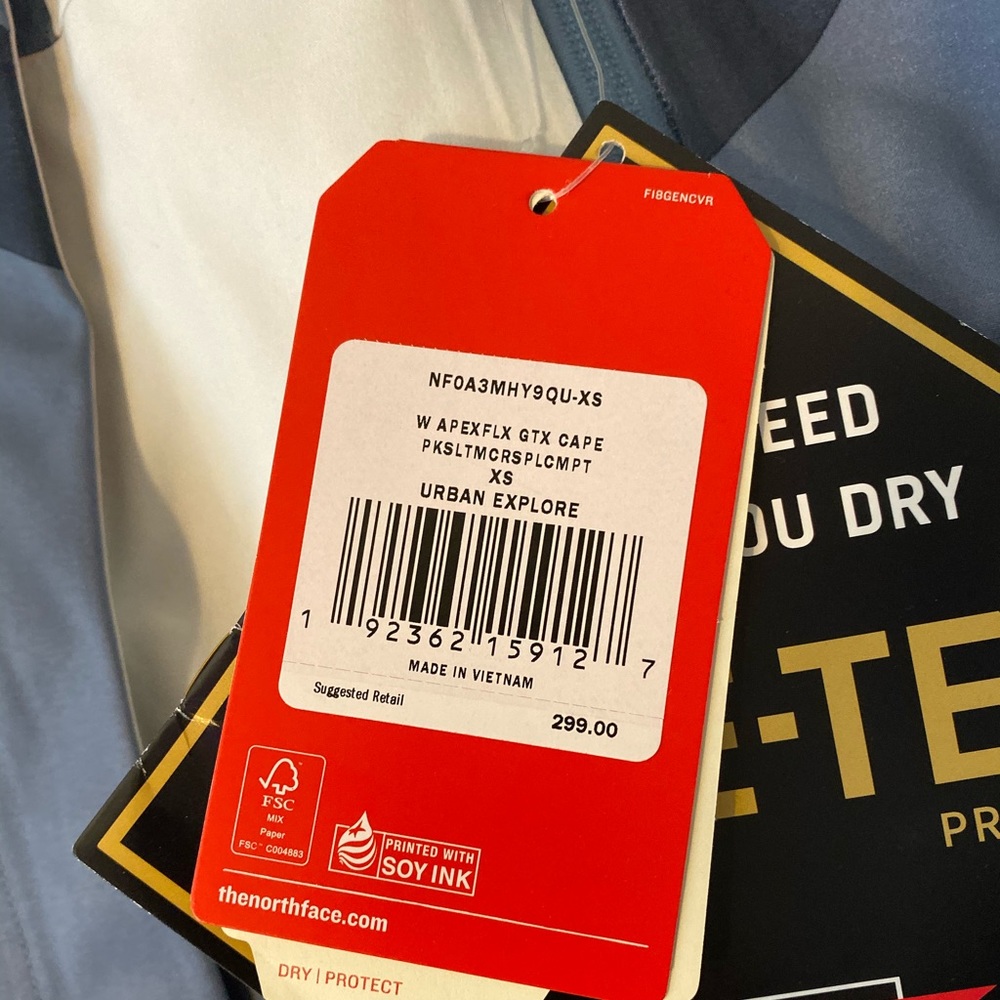 FI8GENCVR
NF0A3MHY9QU-XS
W APEXFLX GTX CAPE
PKSLTMCRSPLCMPT
XS
URBAN EXPLORE
1 92362 15912 7
MADE IN VIETNAM
Suggested Retail
299.00
FSC
MIX
Paper
FSC™ C004883
PRINTED WITH
SOY INK
thenorthface.com
DRY | PROTECT
EED
OU DRY
E-TE
PR